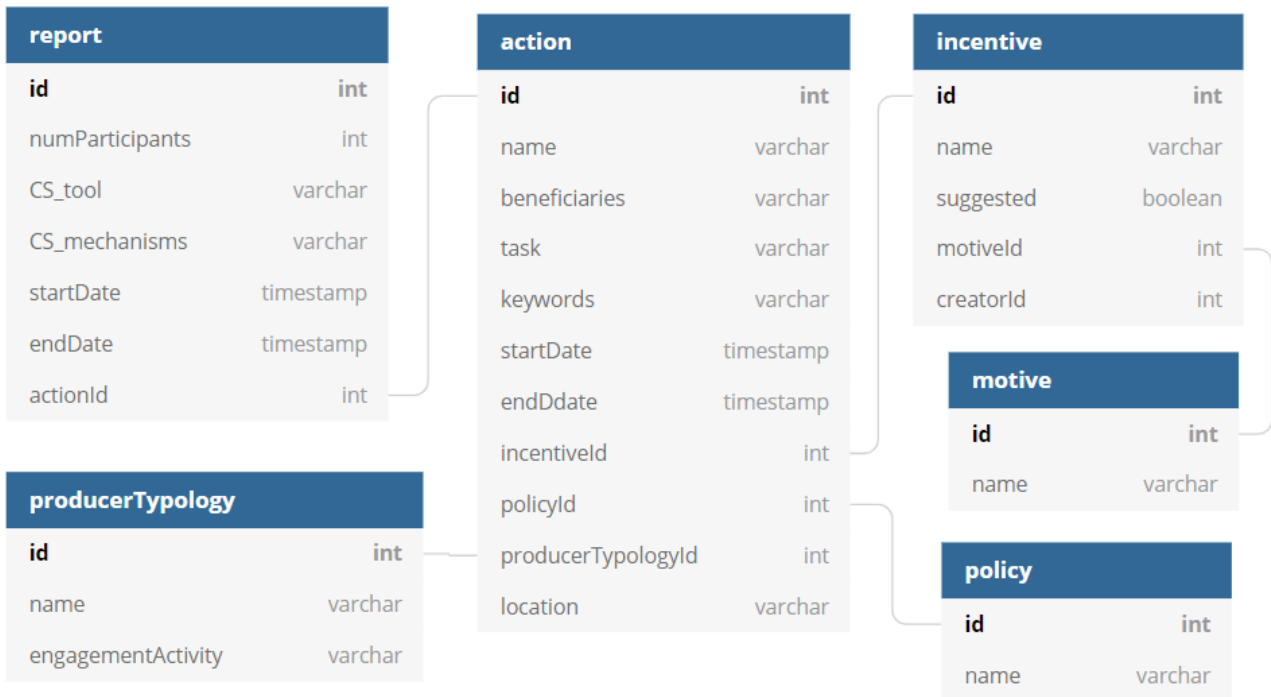 report
id int
numParticipants int
CS_tool varchar
CS_mechanisms varchar
startDate timestamp
endDate timestamp
actionId int
producerTypology
id int
name varchar
engagementActivity varchar
action
id int
name varchar
beneficiaries varchar
task varchar
keywords varchar
startDate timestamp
endDdate timestamp
incentiveId int
policyId int
producerTypologyId int
location varchar
incentive
id int
name varchar
suggested boolean
motiveId int
creatorId int
motive
id int
name varchar
policy
id int
name varchar